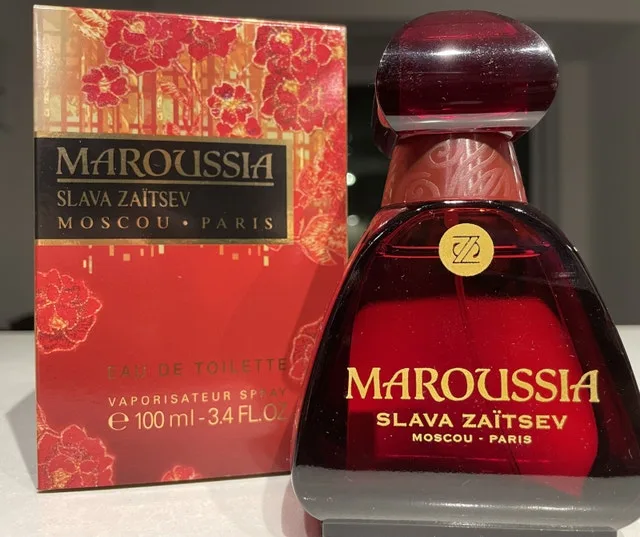 MAROUSSIA
SLAVA ZAÏTSEV
MOSCOU • PARIS
EAU DE TOILETTE
VAPORISATEUR SPRAY
℮ 100 ml - 3.4 FL.OZ
MAROUSSIA
SLAVA ZAÏTSEV
MOSCOU - PARIS